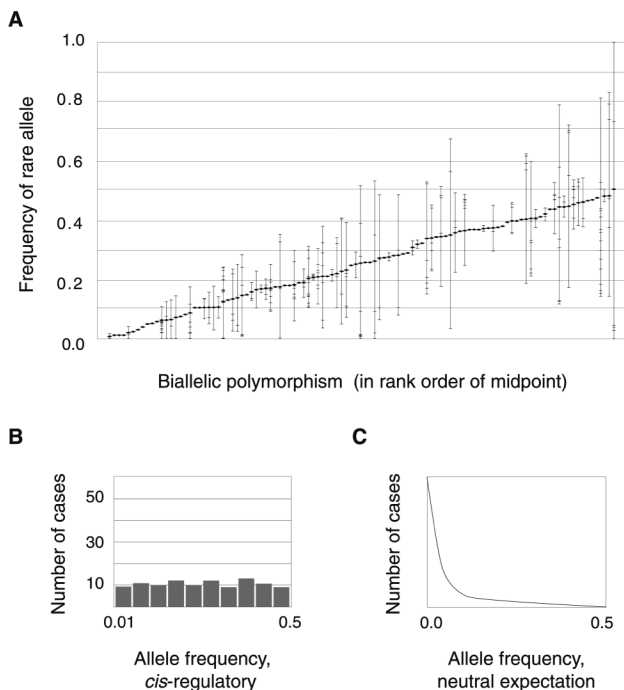 A
1.0
0.8
0.6
0.4
0.2
0.0
Frequency of rare allele
Biallelic polymorphism (in rank order of midpoint)
B
50
30
10
Number of cases
0.01 0.5
Allele frequency,
cis-regulatory
C
Number of cases
0.0 0.5
Allele frequency,
neutral expectation